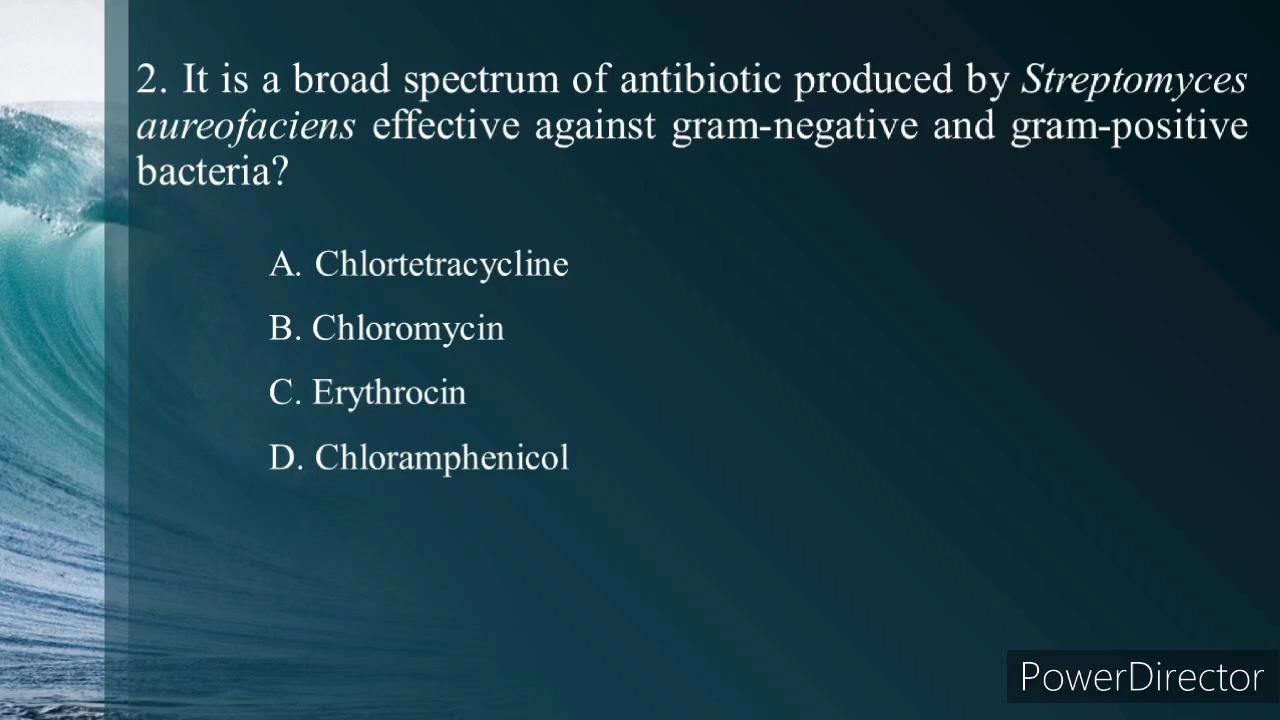 2. It is a broad spectrum of antibiotic produced by Streptomyces
aureofaciens effective against gram-negative and gram-positive
bacteria?
A. Chlortetracycline
B. Chloromycin
C. Erythrocin
D. Chloramphenicol
PowerDirector